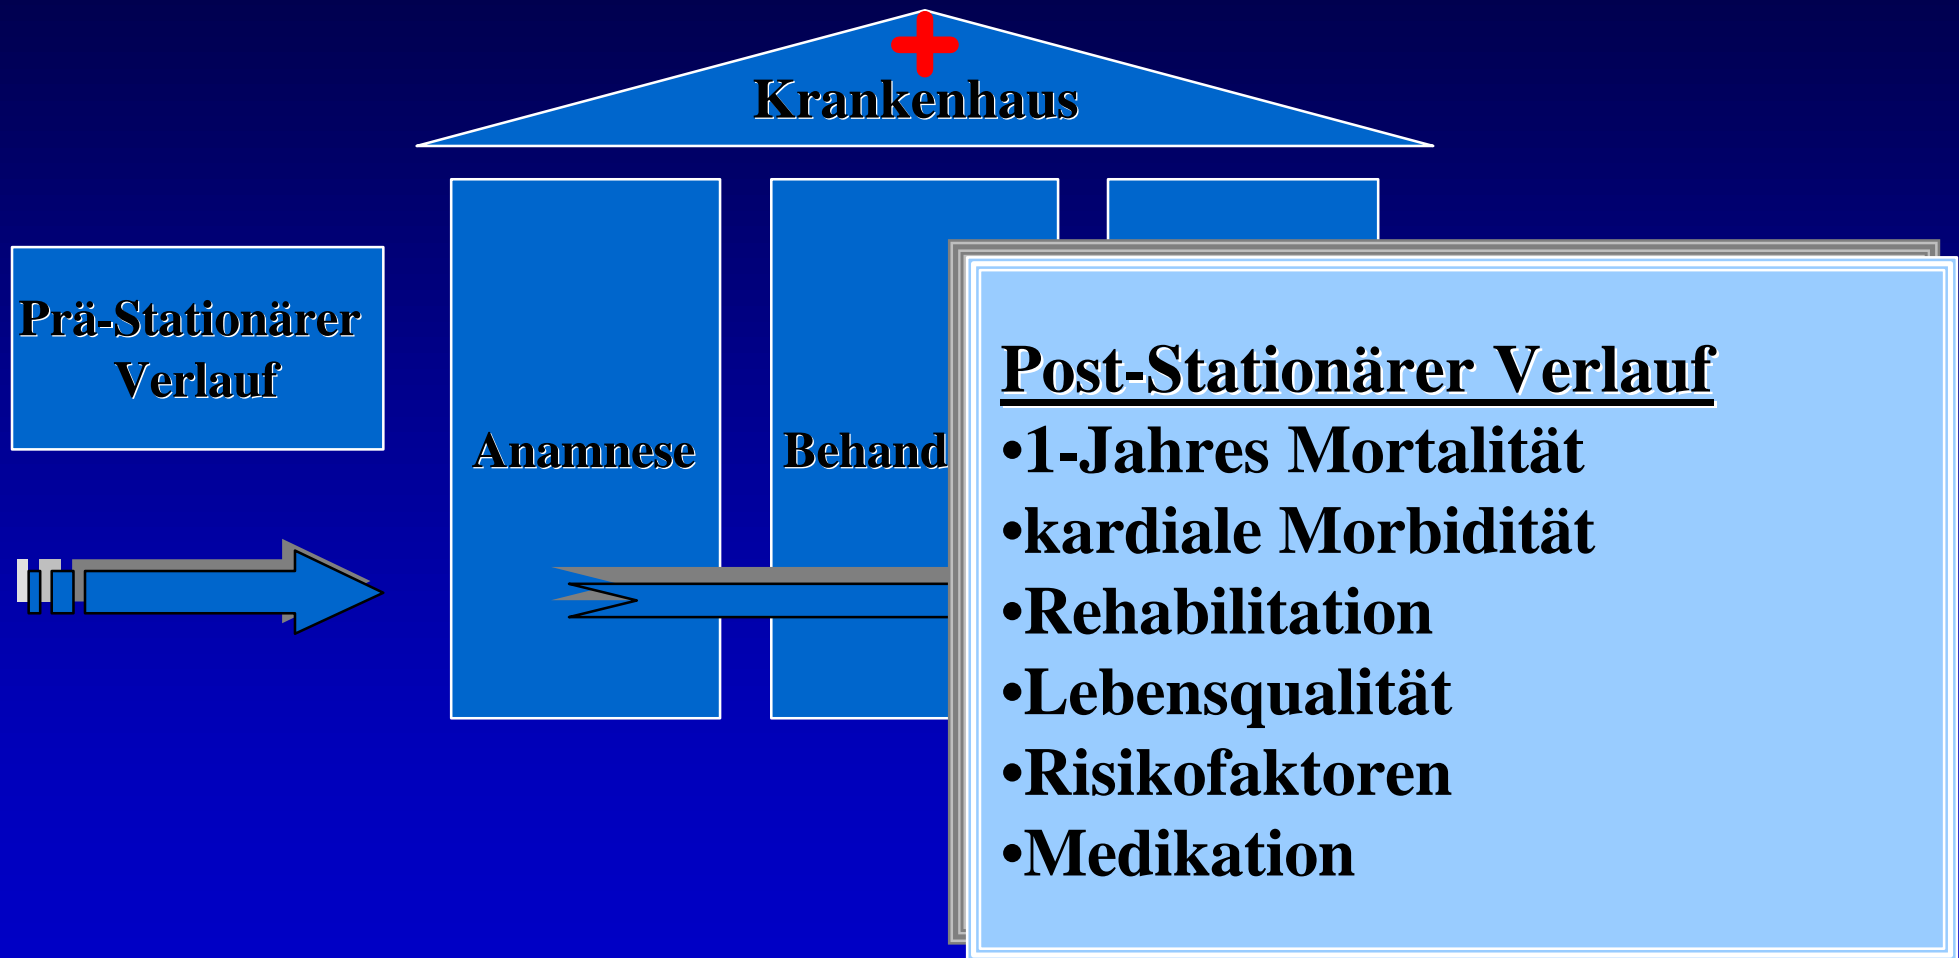 Krankenhaus
Prä-Stationärer
Verlauf
Anamnese
Behand
Post-Stationärer Verlauf
•1-Jahres Mortalität
•kardiale Morbidität
•Rehabilitation
•Lebensqualität
•Risikofaktoren
•Medikation